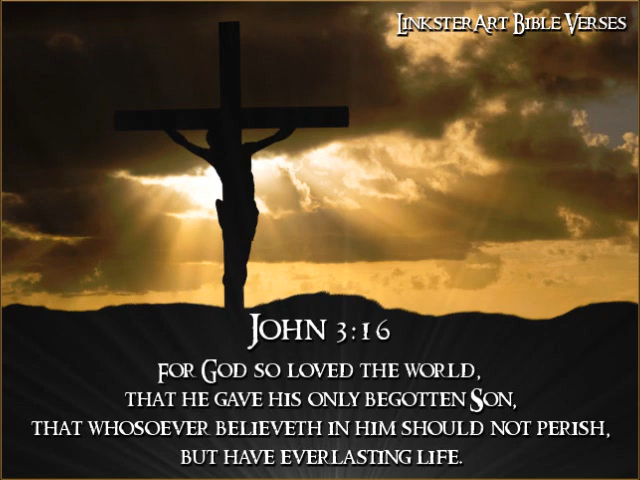 LinksterArt Bible Verses
John 3:16
For God so loved the world,
that he gave his only begotten Son,
that whosoever believeth in him should not perish,
but have everlasting life.